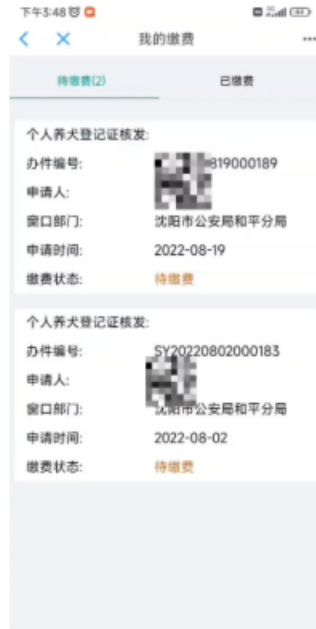 下午3:48
我的缴费
待缴费(2) 已缴费
个人养犬登记证核发:
办件编号: 819000189
申请人:
窗口部门: 沈阳市公安局和平分局
申请时间: 2022-08-19
缴费状态: 待缴费
个人养犬登记证核发:
办件编号: SY20220802000183
申请人:
窗口部门: 沈阳市公安局和平分局
申请时间: 2022-08-02
缴费状态: 待缴费